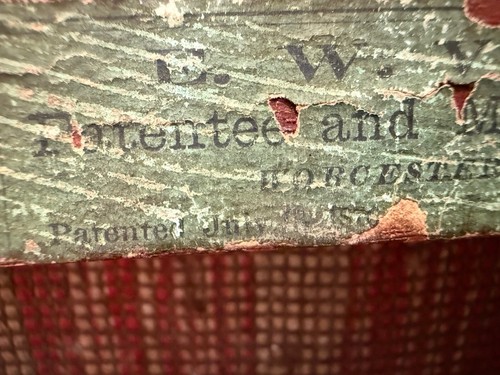 E. W. V
Patentee and M
WORCESTER
Patented July